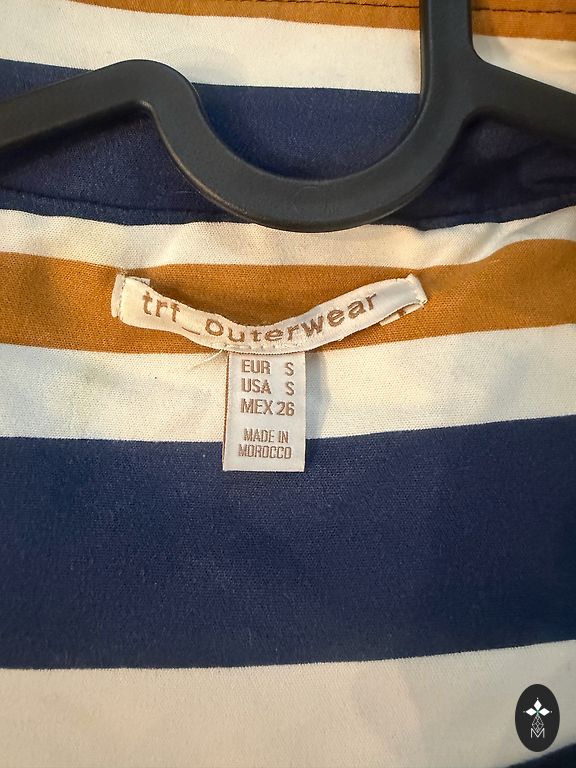 trf_outerwear
EUR S
USA S
MEX 26
MADE IN
MOROCCO
M